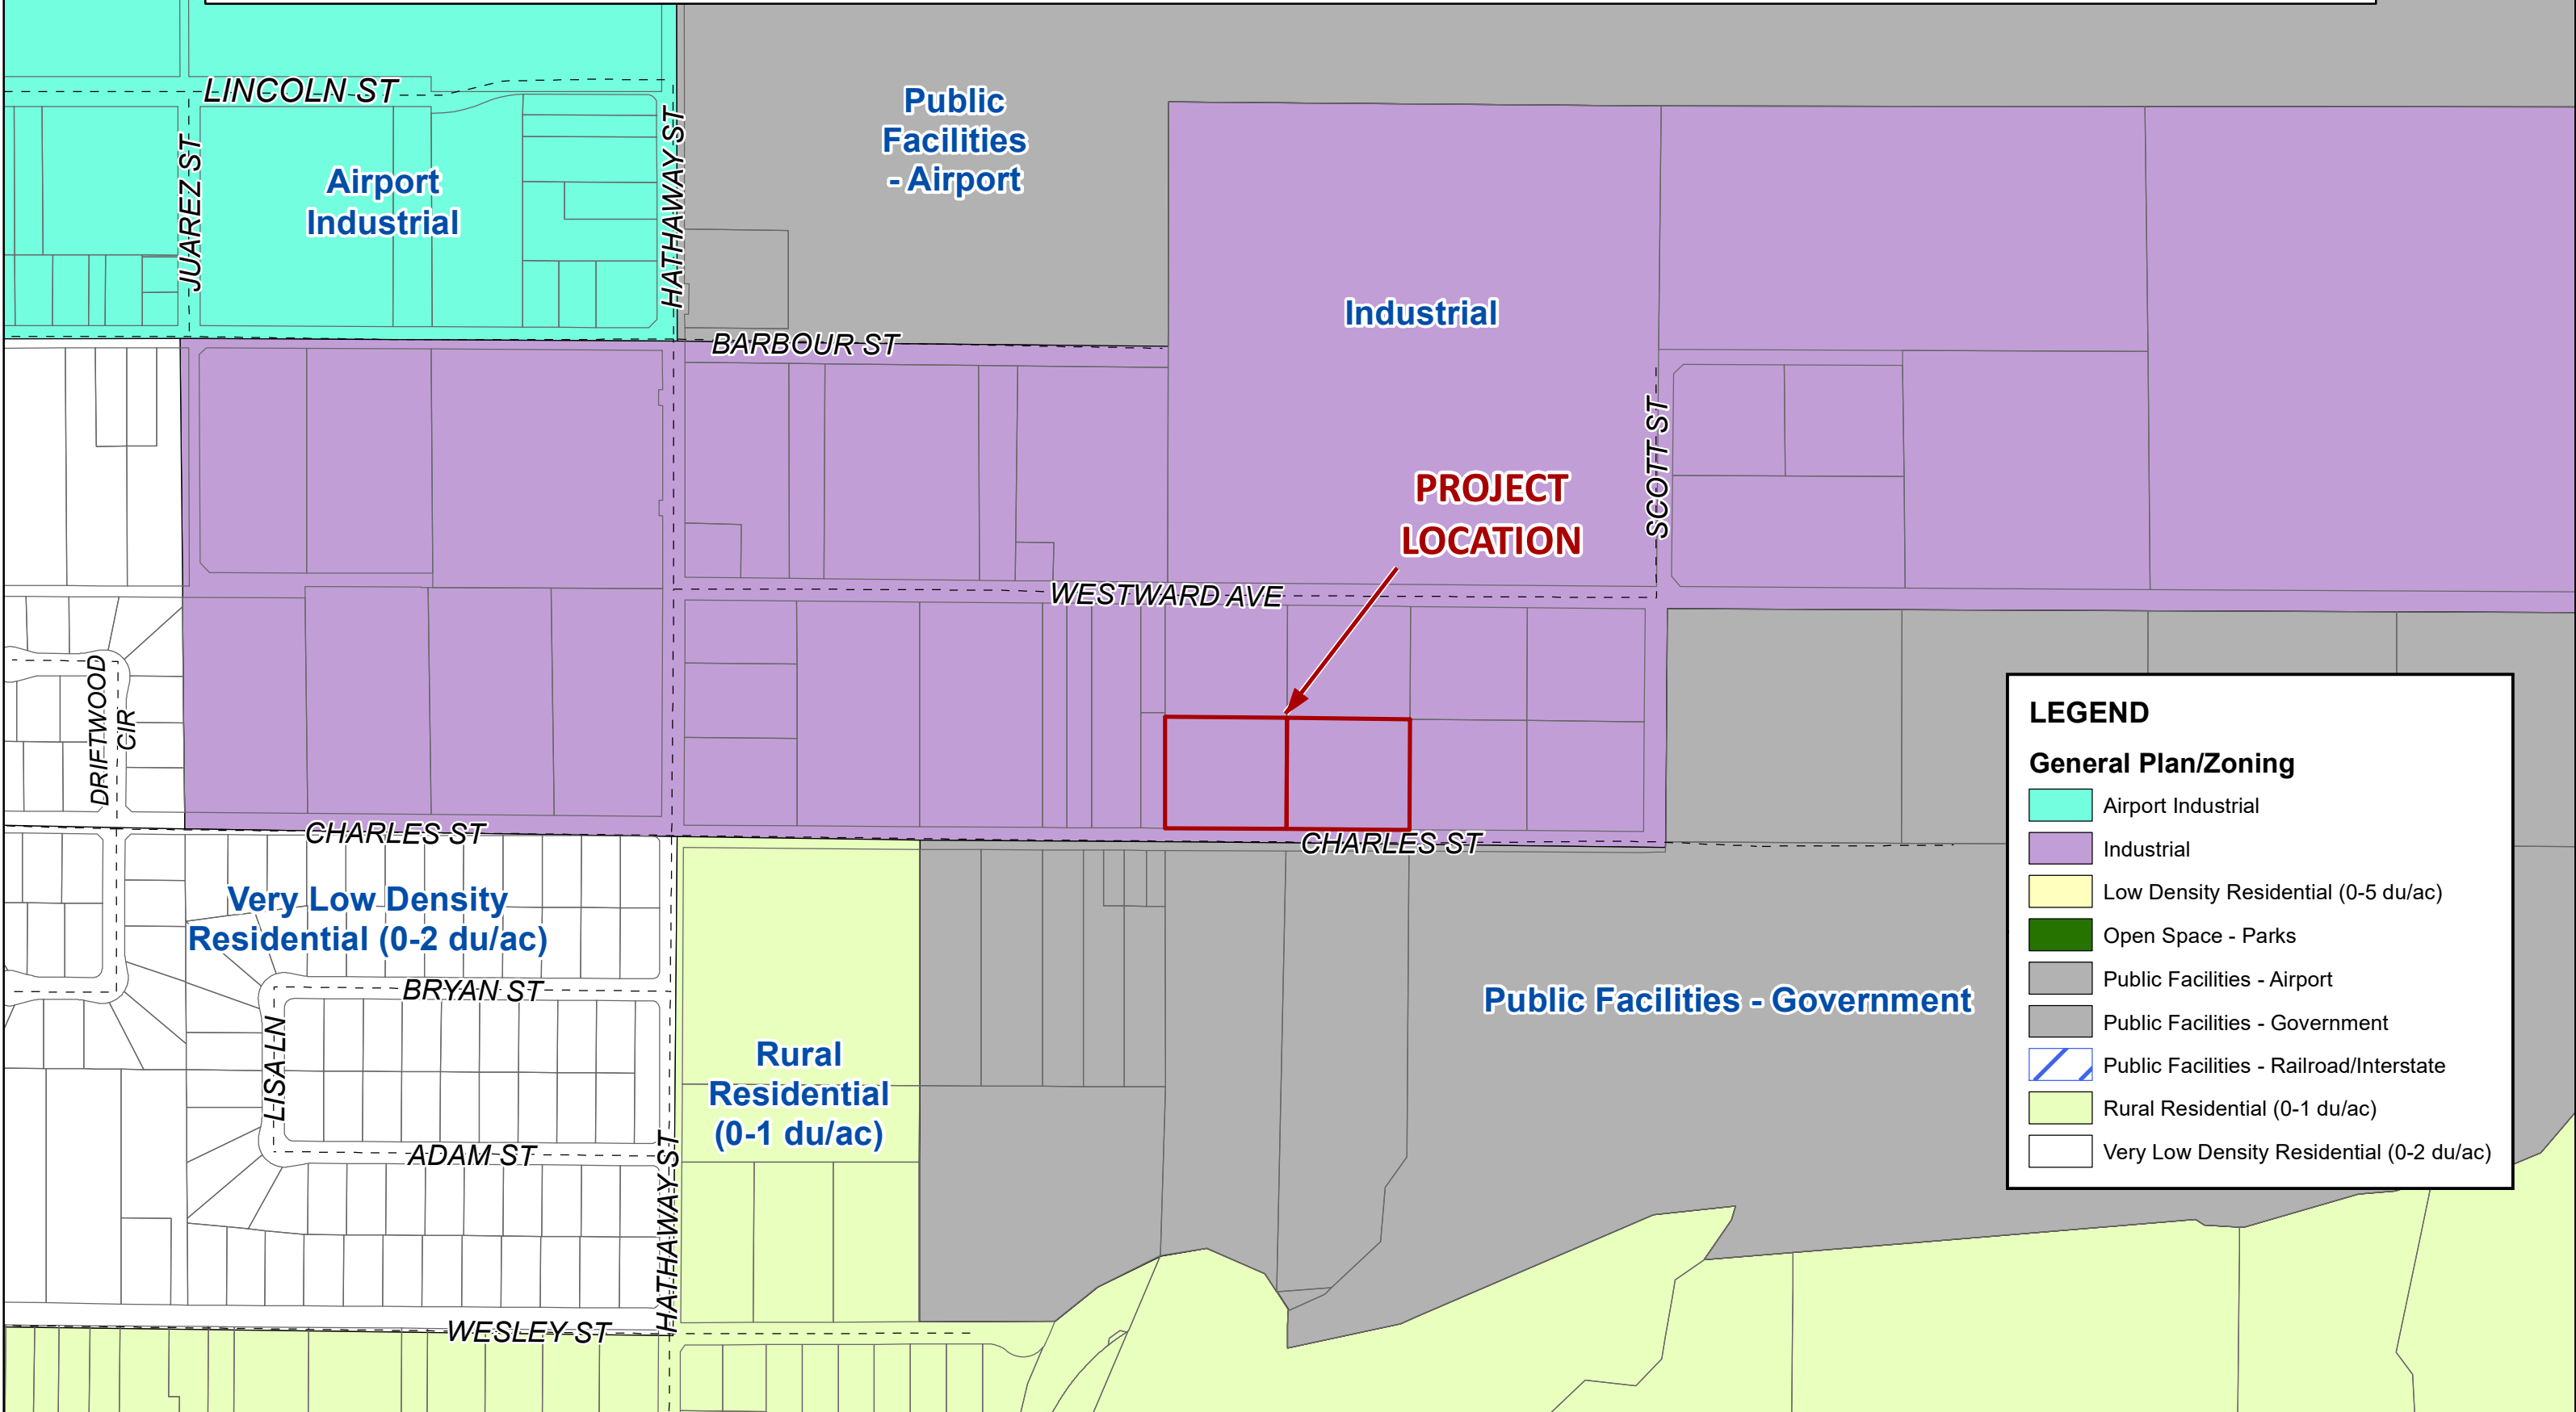 LINCOLN ST
JUAREZ ST
HATHAWAY ST
Airport
Industrial
Public
Facilities
- Airport
Industrial
BARBOUR ST
SCOTT ST
PROJECT
LOCATION
WESTWARD AVE
DRIFTWOOD
CIR
CHARLES ST
CHARLES ST
Very Low Density
Residential (0-2 du/ac)
BRYAN ST
LISA LN
ADAM ST
HATHAWAY ST
WESLEY ST
Rural
Residential
(0-1 du/ac)
Public Facilities - Government
LEGEND
General Plan/Zoning
Airport Industrial
Industrial
Low Density Residential (0-5 du/ac)
Open Space - Parks
Public Facilities - Airport
Public Facilities - Government
Public Facilities - Railroad/Interstate
Rural Residential (0-1 du/ac)
Very Low Density Residential (0-2 du/ac)